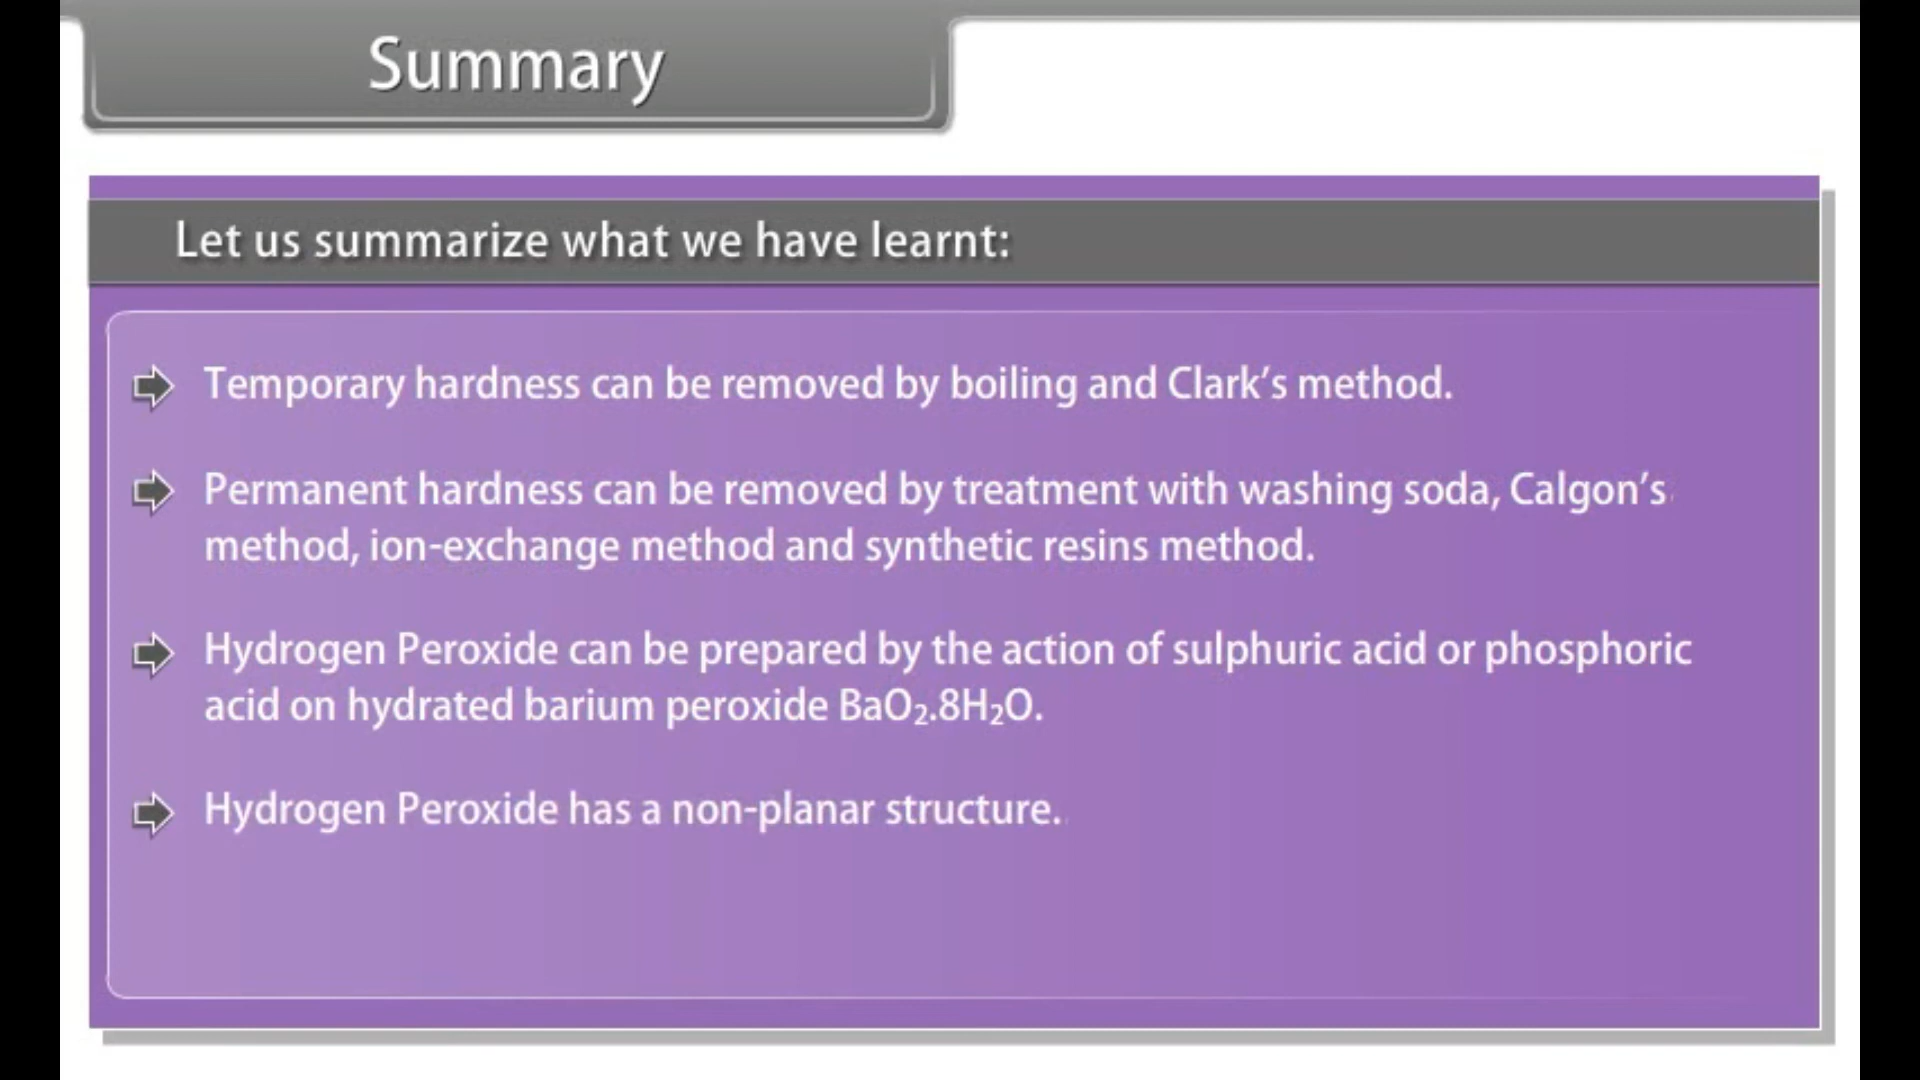 Summary
Let us summarize what we have learnt:
Temporary hardness can be removed by boiling and Clark’s method.
Permanent hardness can be removed by treatment with washing soda, Calgon’s
method, ion-exchange method and synthetic resins method.
Hydrogen Peroxide can be prepared by the action of sulphuric acid or phosphoric
acid on hydrated barium peroxide BaO₂.8H₂O.
Hydrogen Peroxide has a non-planar structure.